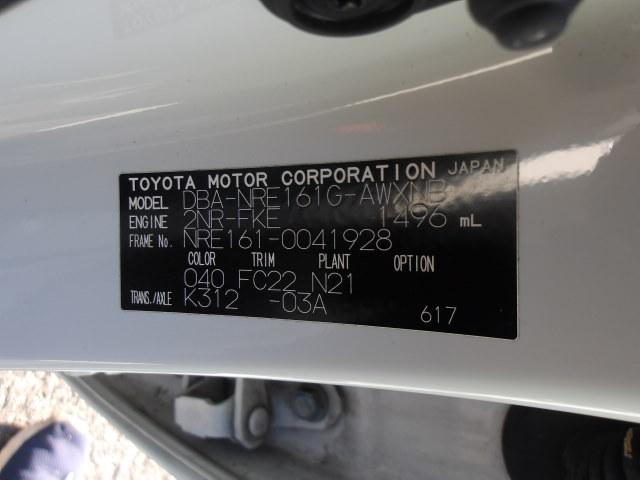 TOYOTA MOTOR CORPORATION JAPAN
MODEL DBA-NRE161G-AWXNB
ENGINE 2NR-FKE 1496 mL
FRAME No. NRE161-0041928
COLOR TRIM PLANT OPTION
040 FC22 N21
TRANS./AXLE K312 -03A
617